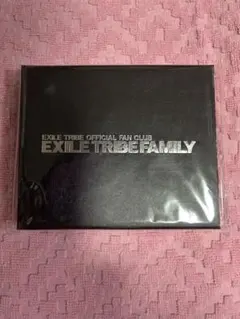 EXILE TRIBE OFFICIAL FAN CLUB
EXILE TRIBE FAMILY